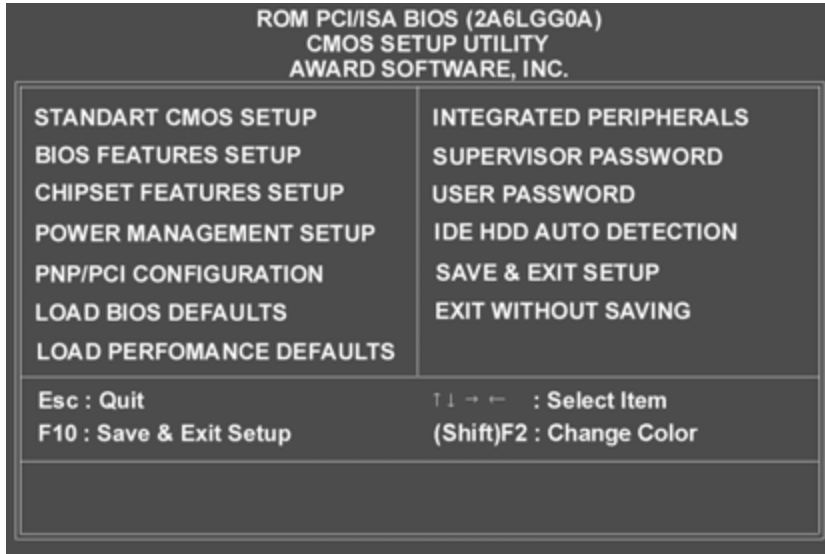 ROM PCI/ISA BIOS (2A6LGG0A)
CMOS SETUP UTILITY
AWARD SOFTWARE, INC.
STANDART CMOS SETUP
BIOS FEATURES SETUP
CHIPSET FEATURES SETUP
POWER MANAGEMENT SETUP
PNP/PCI CONFIGURATION
LOAD BIOS DEFAULTS
LOAD PERFOMANCE DEFAULTS
INTEGRATED PERIPHERALS
SUPERVISOR PASSWORD
USER PASSWORD
IDE HDD AUTO DETECTION
SAVE & EXIT SETUP
EXIT WITHOUT SAVING
Esc : Quit
F10 : Save & Exit Setup
↑ ↓ → ← : Select Item
(Shift)F2 : Change Color